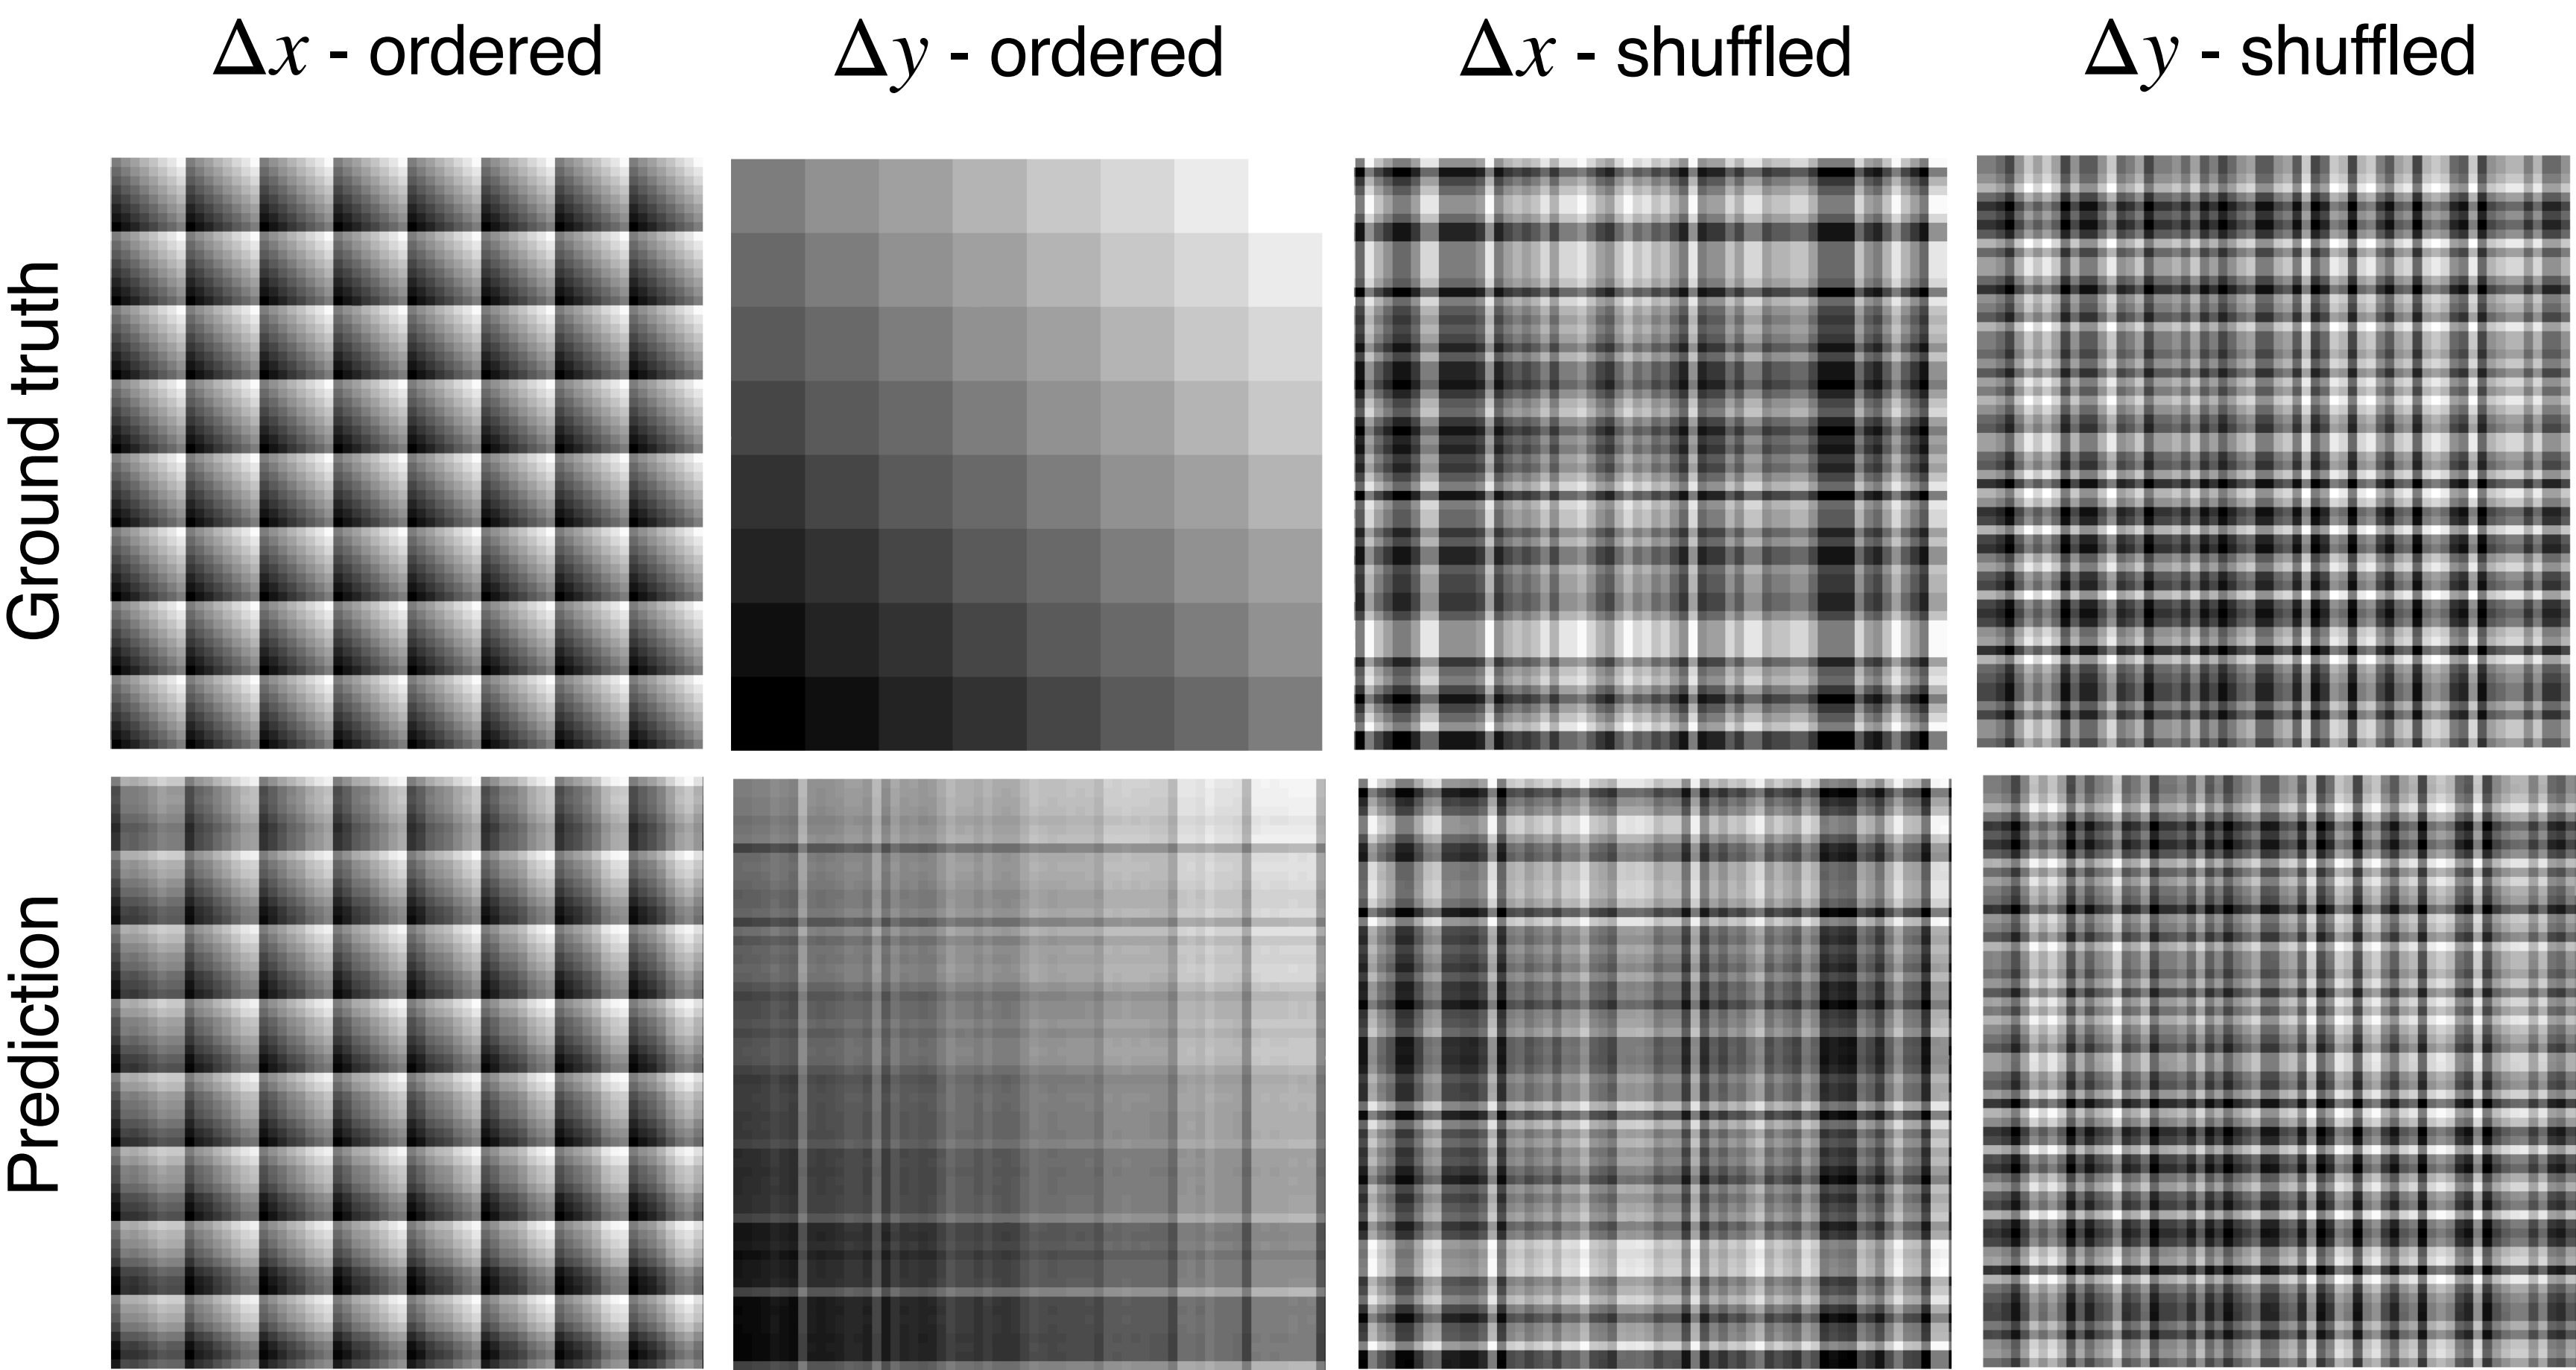 Δx - ordered
Δy - ordered
Δx - shuffled
Δy - shuffled
Ground truth
Prediction